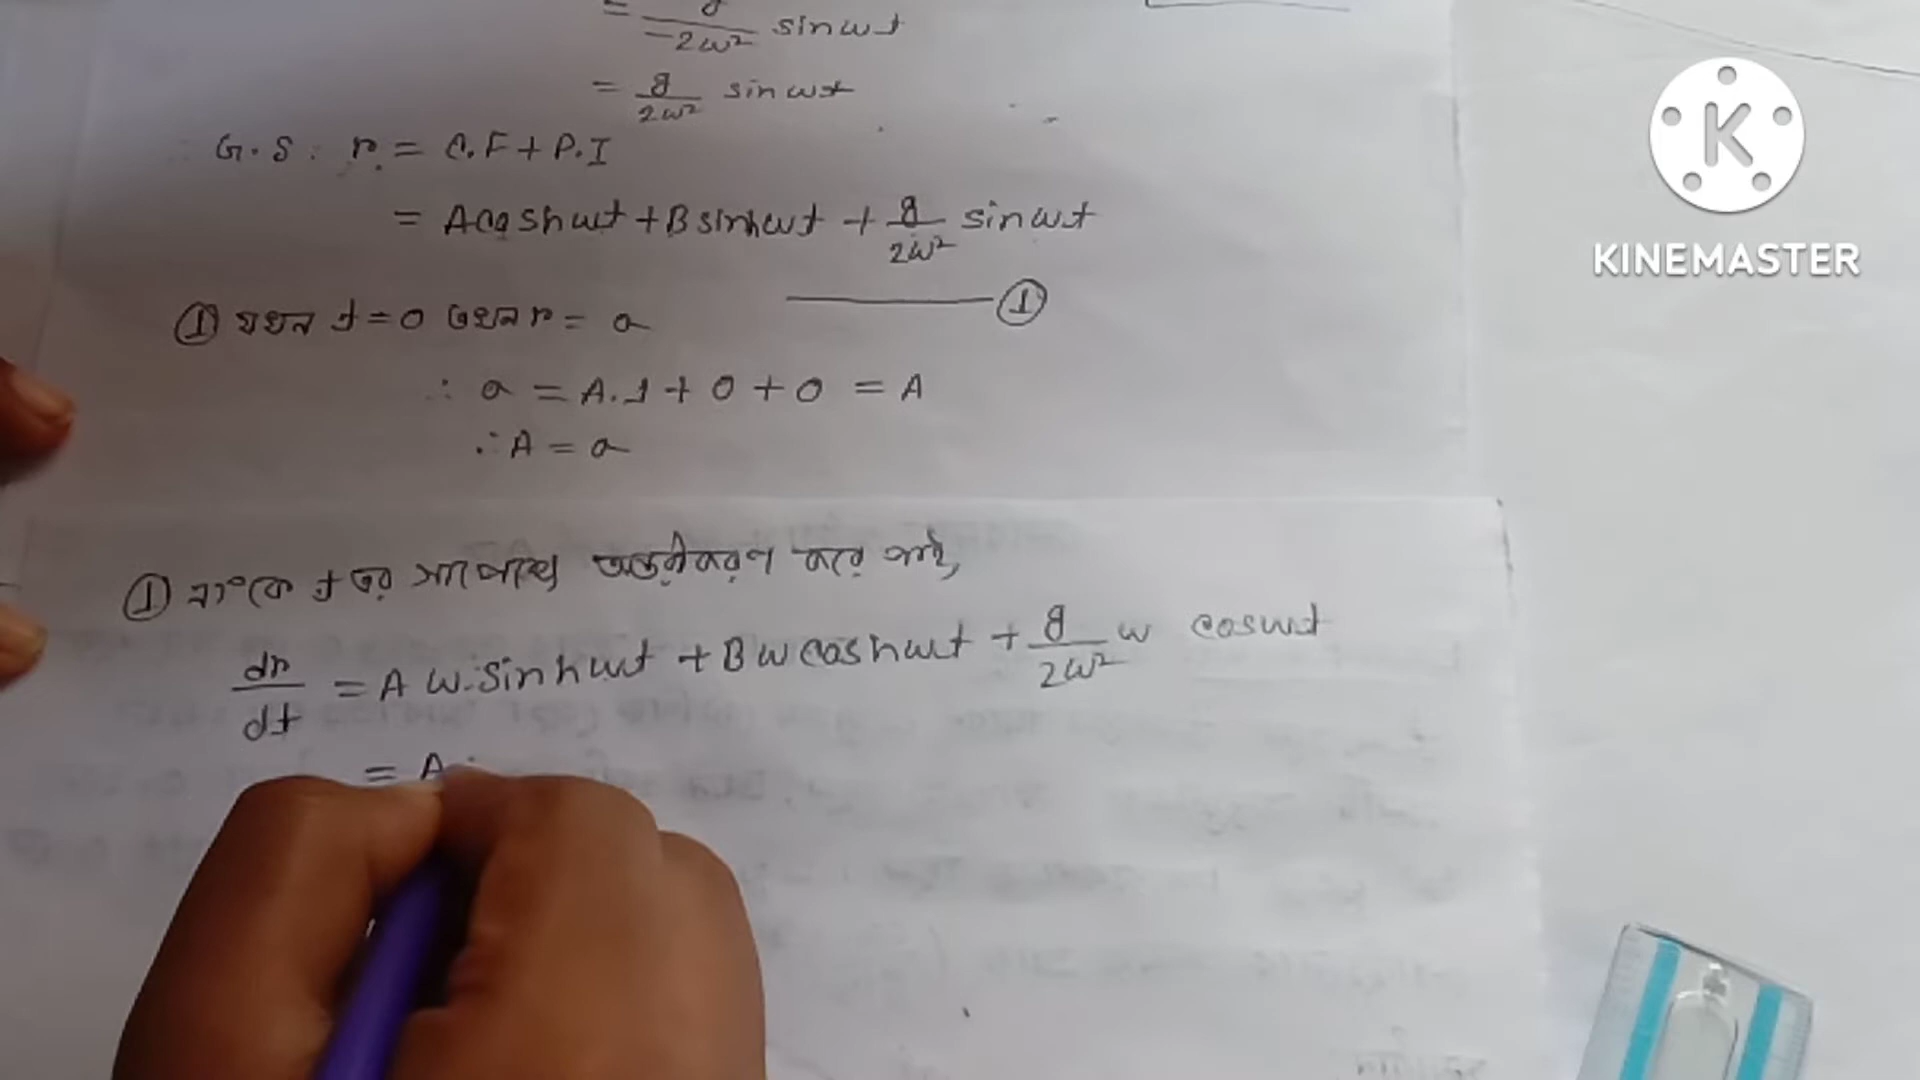 = g/-2ω² sinωt
= g/2ω² sinωt
G.S. r = C.F + P.I
= A coshωt + B sinhωt + g/2ω² sinωt
① যখন t = 0 তখন r = a
①
∴ a = A.1 + 0 + 0 = A
∴ A = a
① নং কে t এর সাপেক্ষে অন্তরীকরণ করে পাই,
dr/dt = A ω.sinhωt + B ω coshωt + g/2ω² ω cosωt
= A
K
KINEMASTER